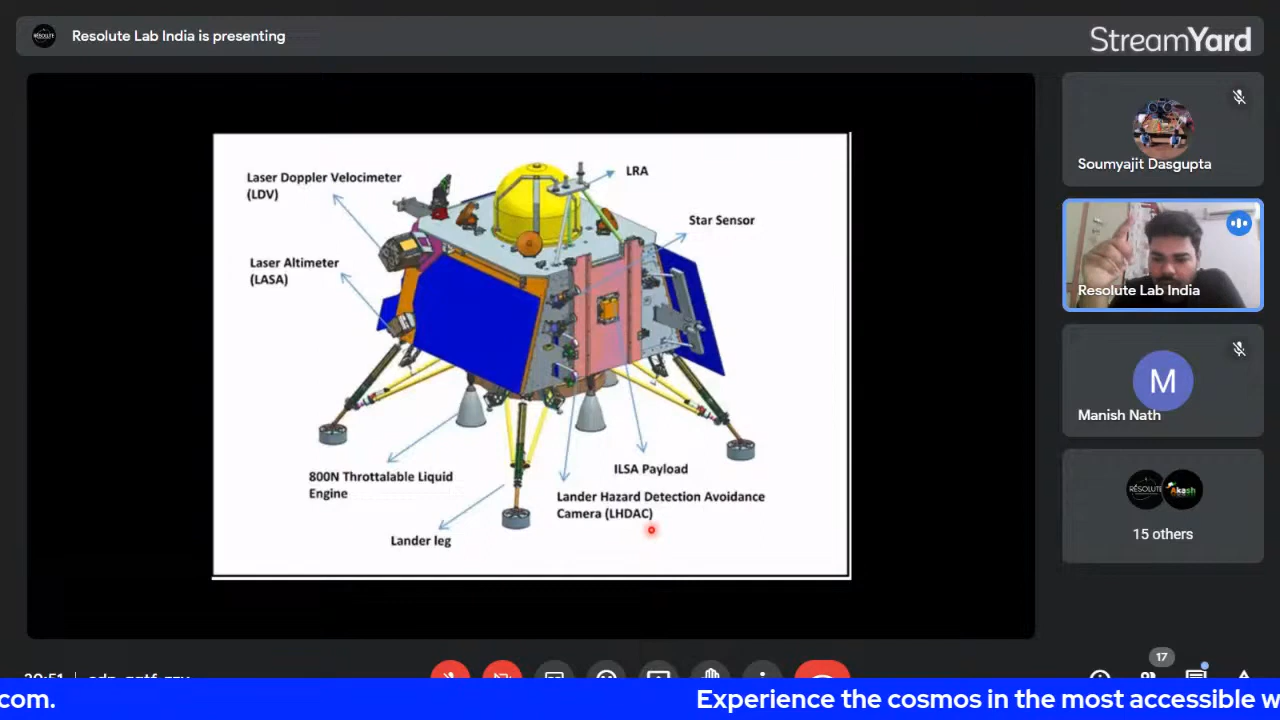 Resolute Lab India is presenting
StreamYard
Laser Doppler Velocimeter
(LDV)
LRA
Star Sensor
Laser Altimeter
(LASA)
800N Throttalable Liquid
Engine
ILSA Payload
Lander Hazard Detection Avoidance
Camera (LHDAC)
Lander leg
Soumyajit Dasgupta
Resolute Lab India
M
Manish Nath
RESOLUTE
Akash
15 others
17
com.
Experience the cosmos in the most accessible w